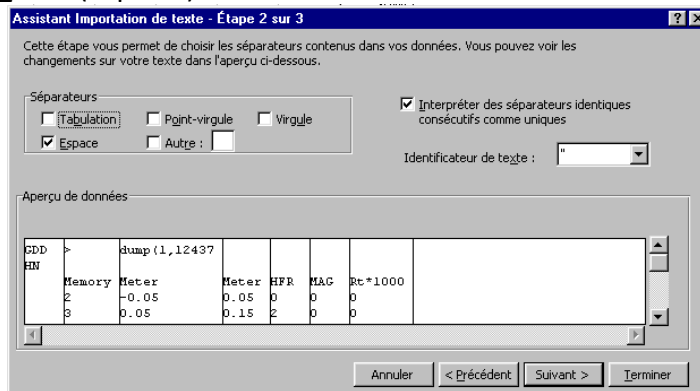 Assistant Importation de texte - Étape 2 sur 3
Cette étape vous permet de choisir les séparateurs contenus dans vos données. Vous pouvez voir les
changements sur votre texte dans l'aperçu ci-dessous.
Séparateurs
Tabulation Point-virgule Virgule
Espace Autre :
Interpréter des séparateurs identiques
consécutifs comme uniques
Identificateur de texte : "
Aperçu de données
GDD > dump(1,12437
HN
Memory Meter Meter HFR MAG Rt*1000
2 -0.05 0.05 0 0 0
3 0.05 0.15 2 0 0
Annuler < Précédent Suivant > Terminer